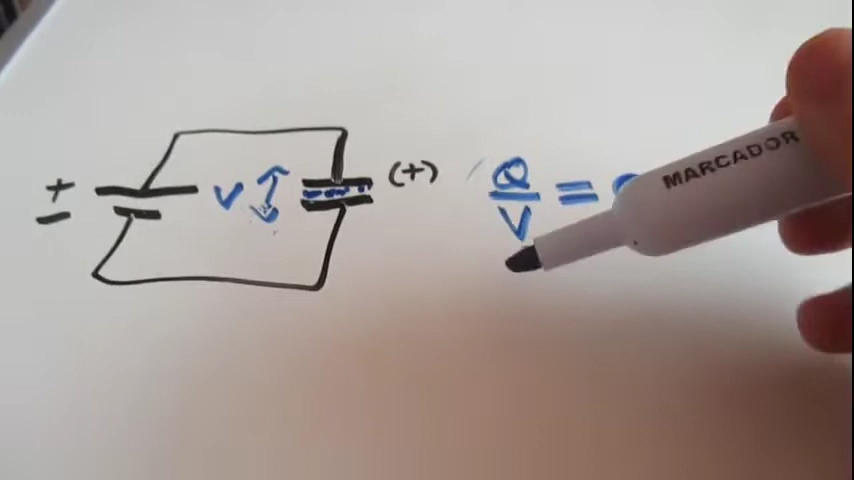 +
−
V
(+)
Q
V
=
MARCADOR